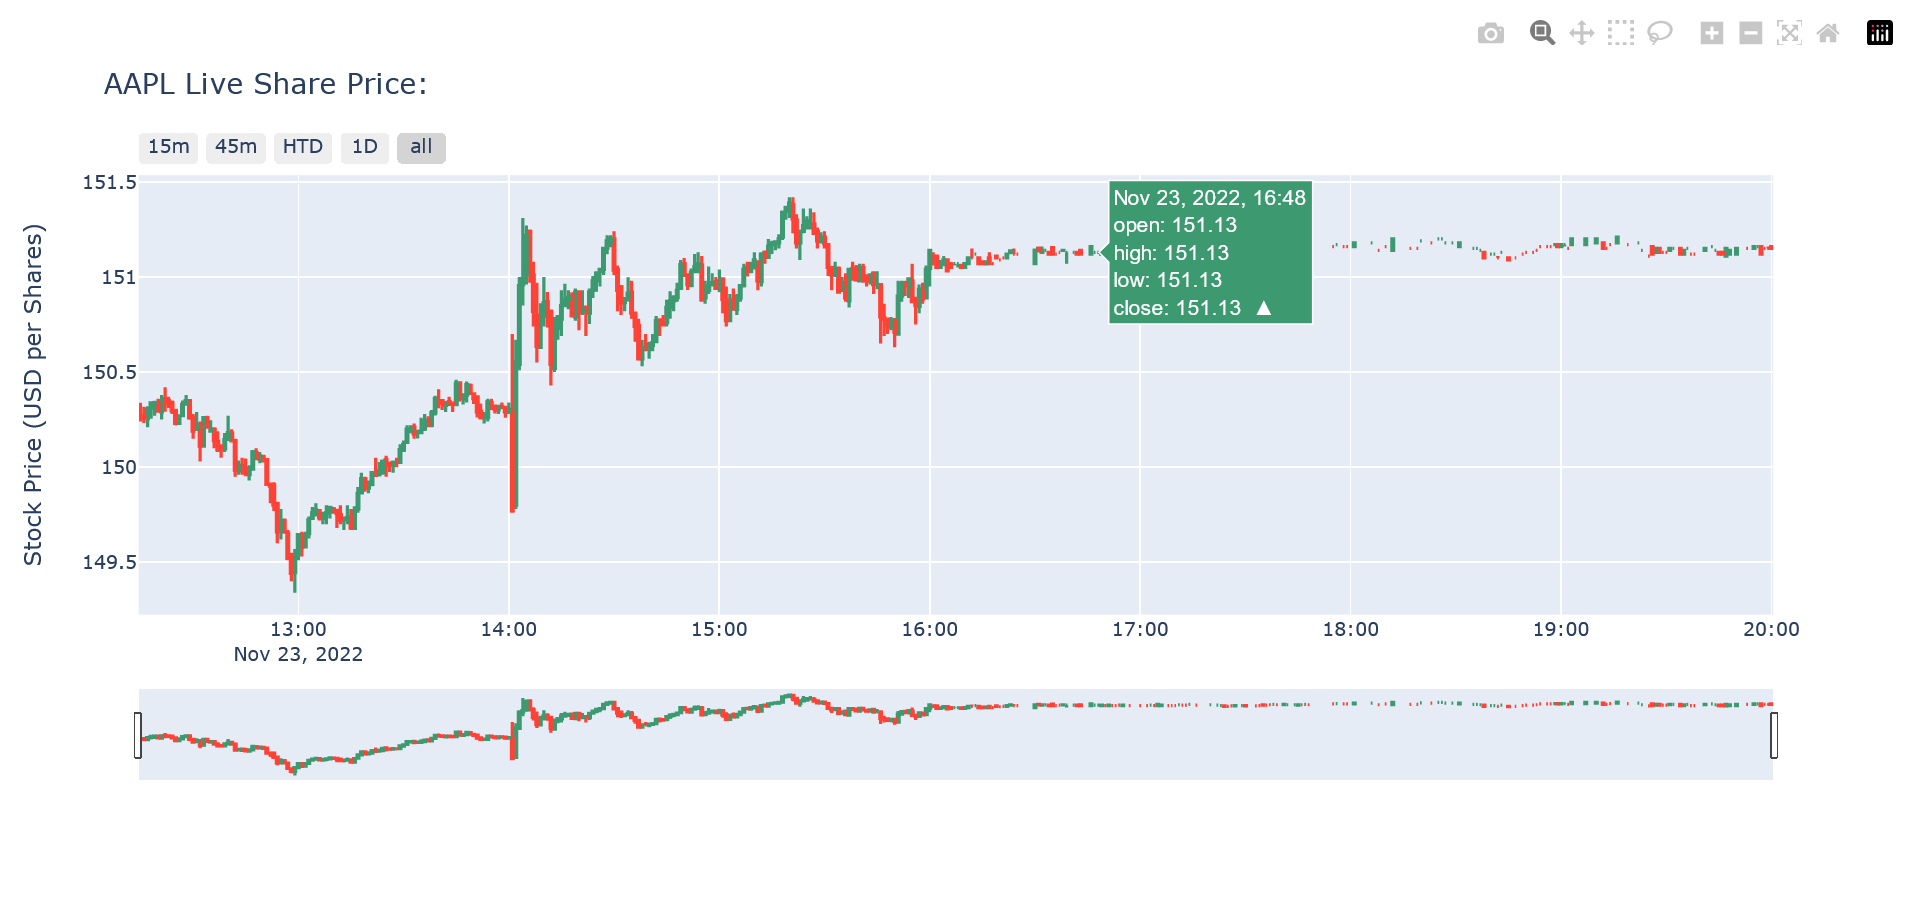 AAPL Live Share Price:
15m 45m HTD 1D all
151.5
151
150.5
150
149.5
Stock Price (USD per Shares)
Nov 23, 2022, 16:48
open: 151.13
high: 151.13
low: 151.13
close: 151.13 ▲
13:00 14:00 15:00 16:00 17:00 18:00 19:00 20:00
Nov 23, 2022